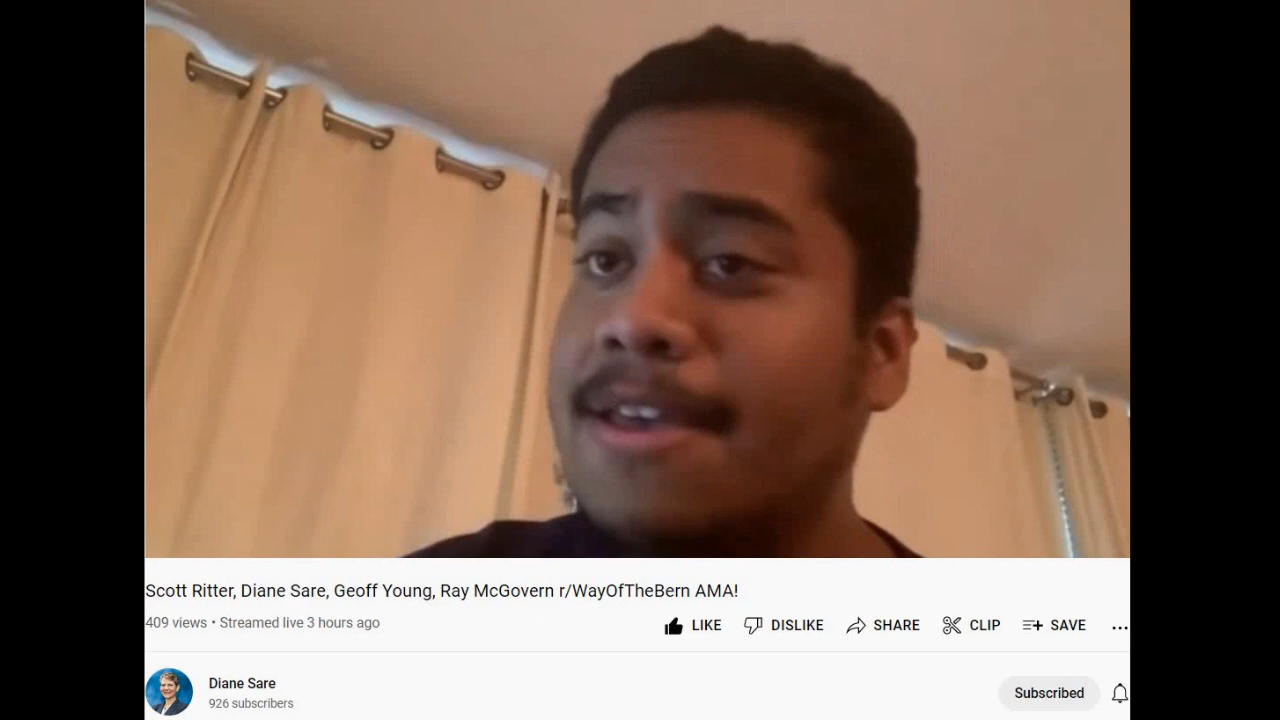 Scott Ritter, Diane Sare, Geoff Young, Ray McGovern r/WayOfTheBern AMA!
409 views • Streamed live 3 hours ago
LIKE DISLIKE SHARE CLIP SAVE ...
Diane Sare
926 subscribers
Subscribed